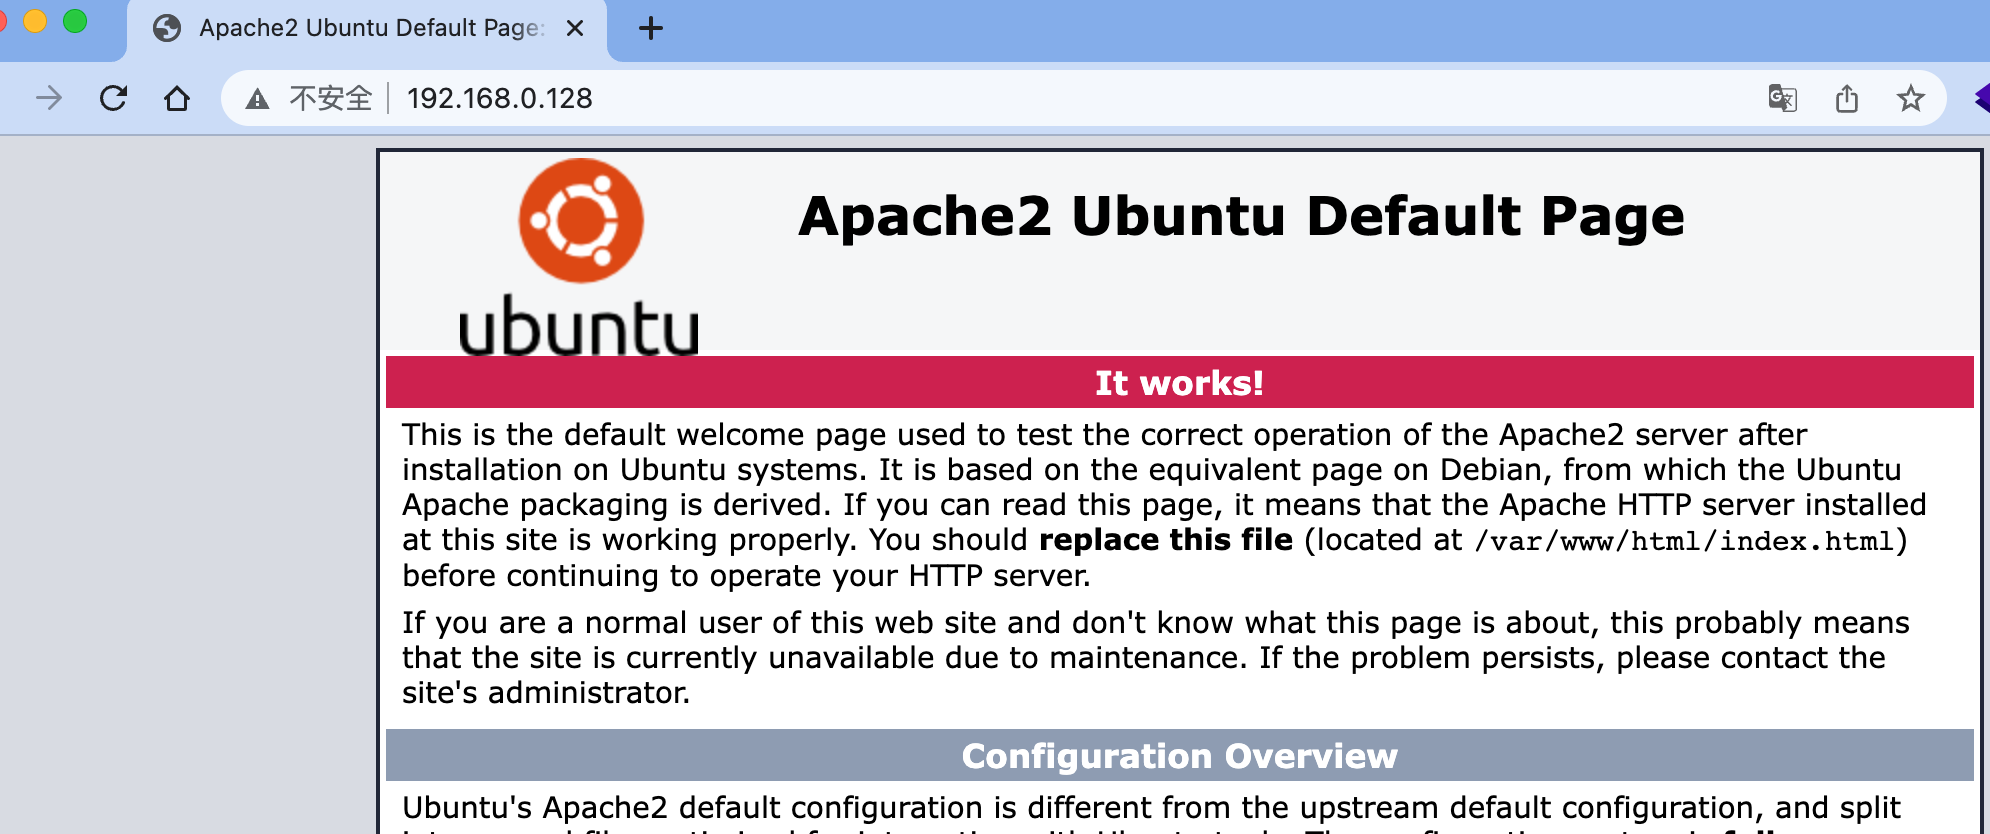 Apache2 Ubuntu Default Page:
不安全
192.168.0.128
ubuntu
Apache2 Ubuntu Default Page
It works!
This is the default welcome page used to test the correct operation of the Apache2 server after
installation on Ubuntu systems. It is based on the equivalent page on Debian, from which the Ubuntu
Apache packaging is derived. If you can read this page, it means that the Apache HTTP server installed
at this site is working properly. You should replace this file (located at /var/www/html/index.html)
before continuing to operate your HTTP server.
If you are a normal user of this web site and don't know what this page is about, this probably means
that the site is currently unavailable due to maintenance. If the problem persists, please contact the
site's administrator.
Configuration Overview
Ubuntu's Apache2 default configuration is different from the upstream default configuration, and split